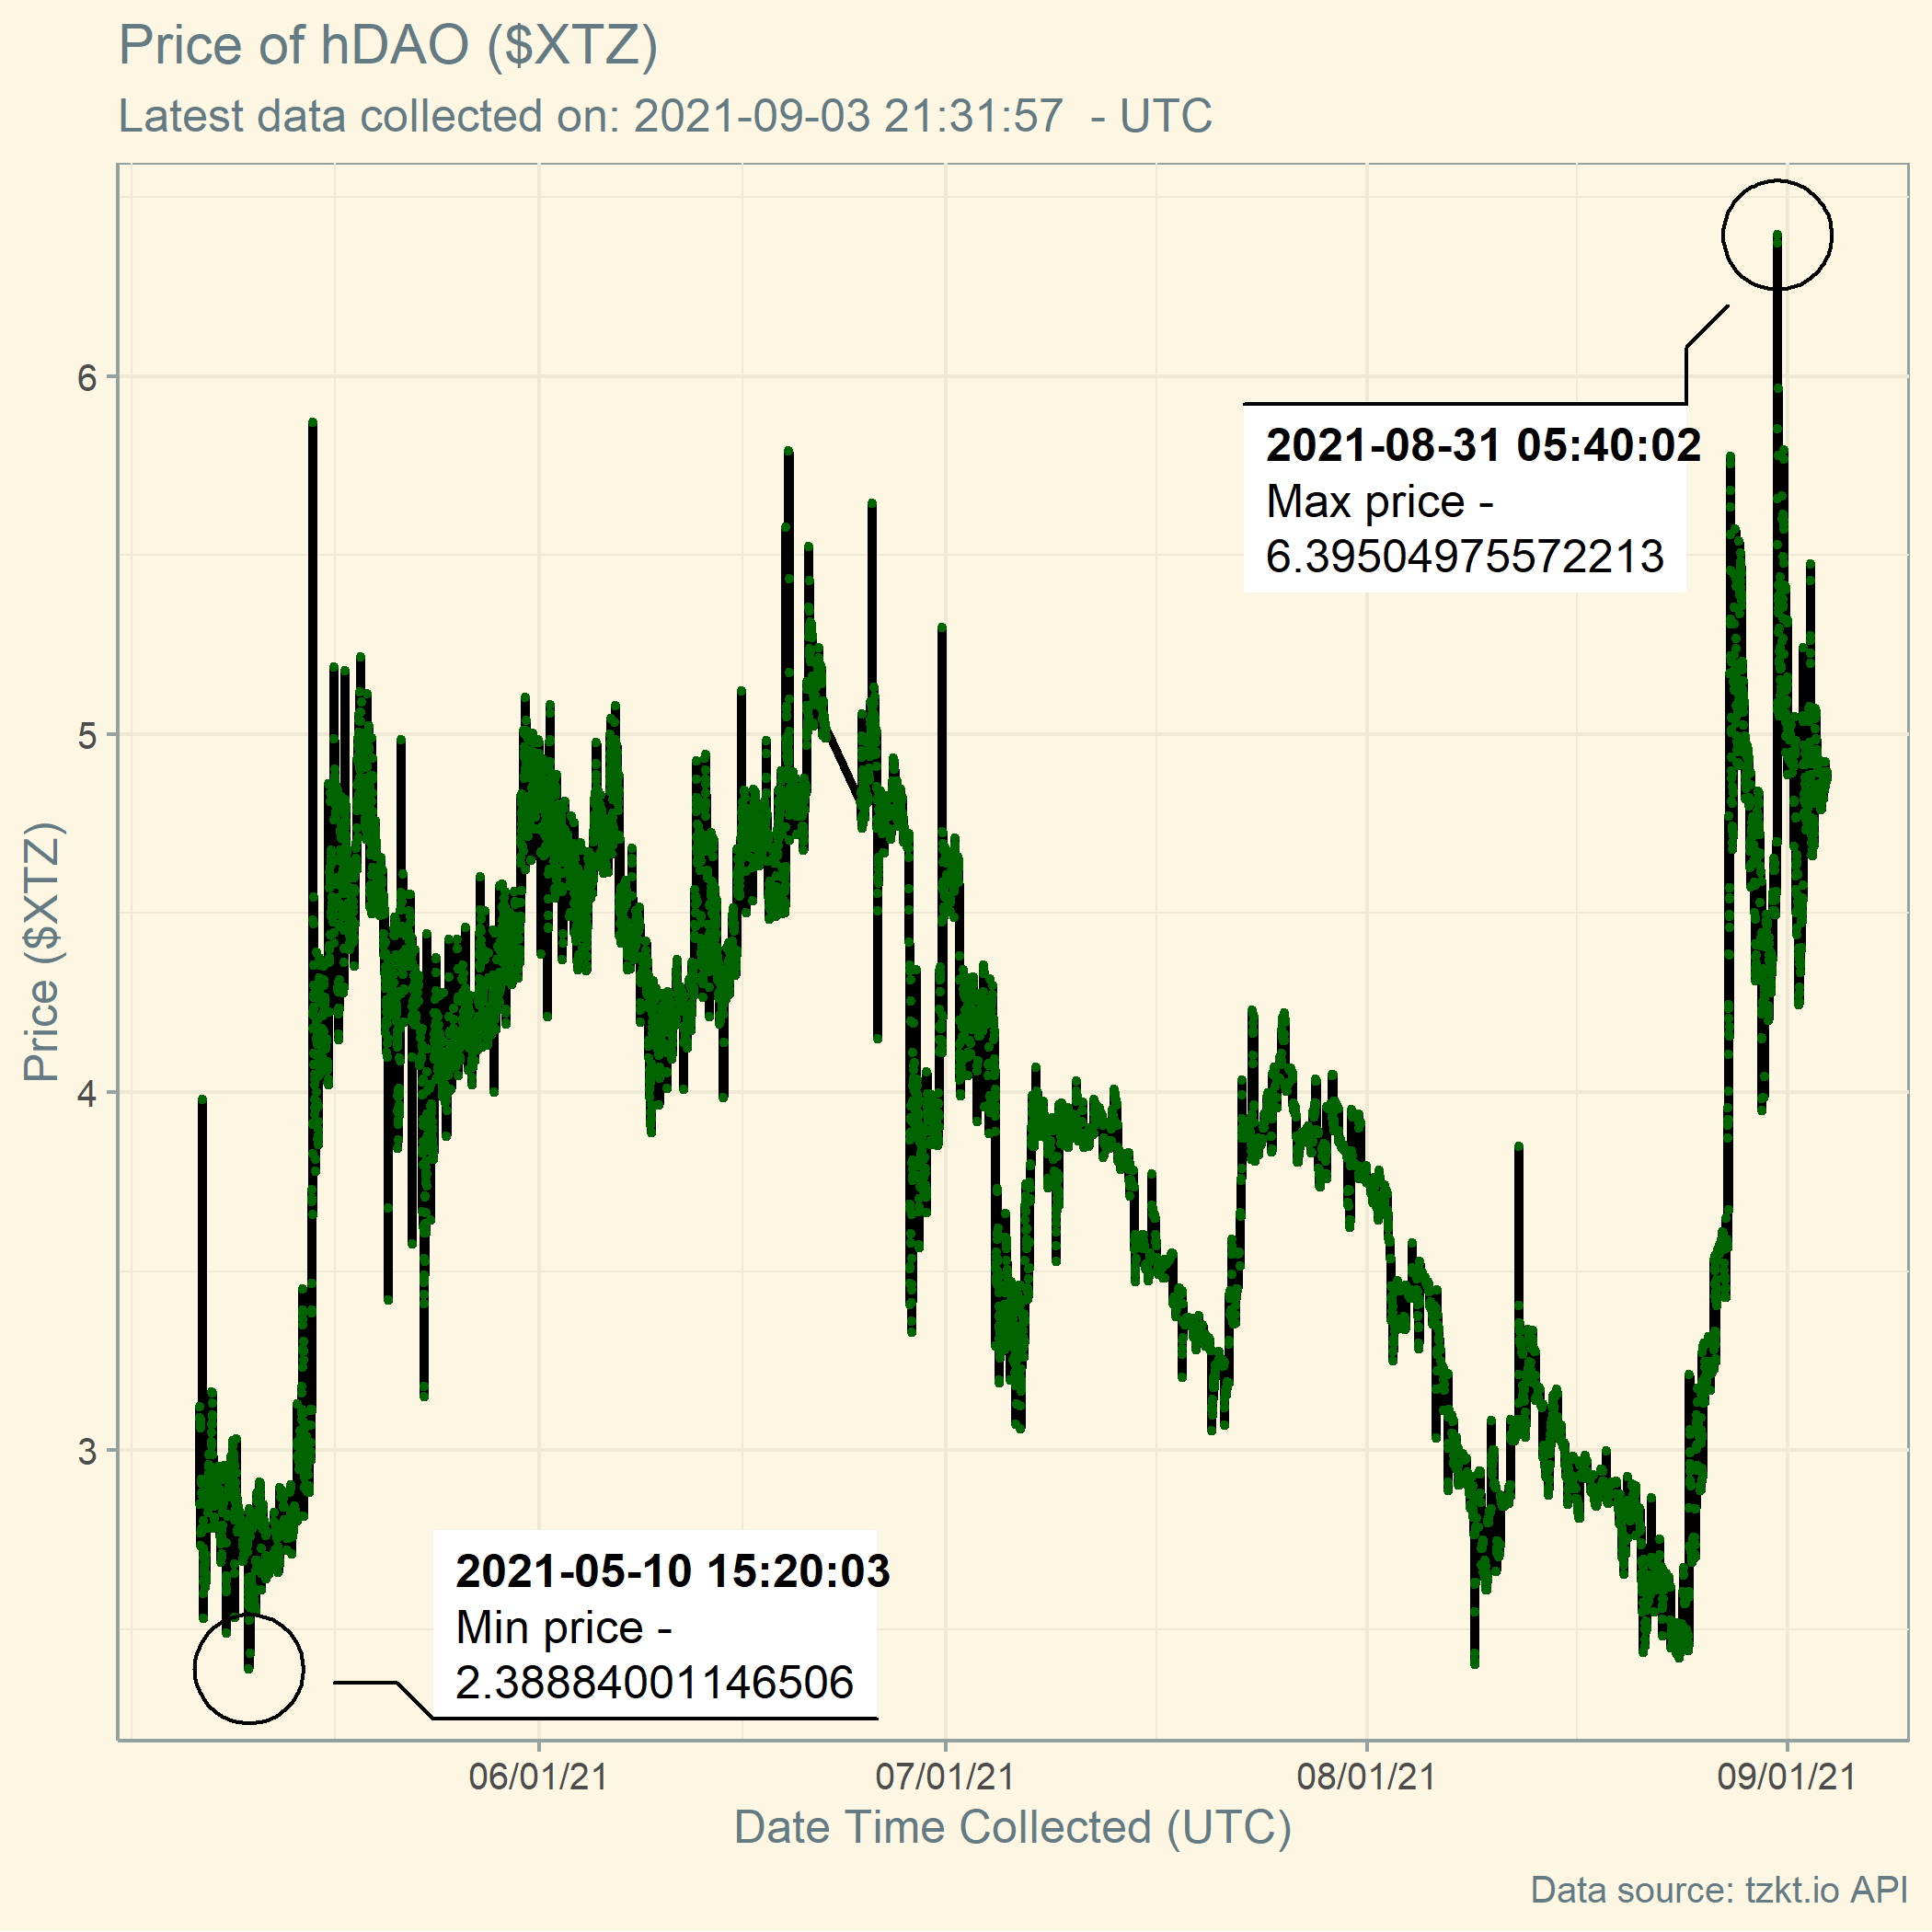 Price of hDAO ($XTZ)
Latest data collected on: 2021-09-03 21:31:57  - UTC
Price ($XTZ)
6
5
4
3
2021-08-31 05:40:02
Max price -
6.39504975572213
2021-05-10 15:20:03
Min price -
2.38884001146506
06/01/21
07/01/21
08/01/21
09/01/21
Date Time Collected (UTC)
Data source: tzkt.io API